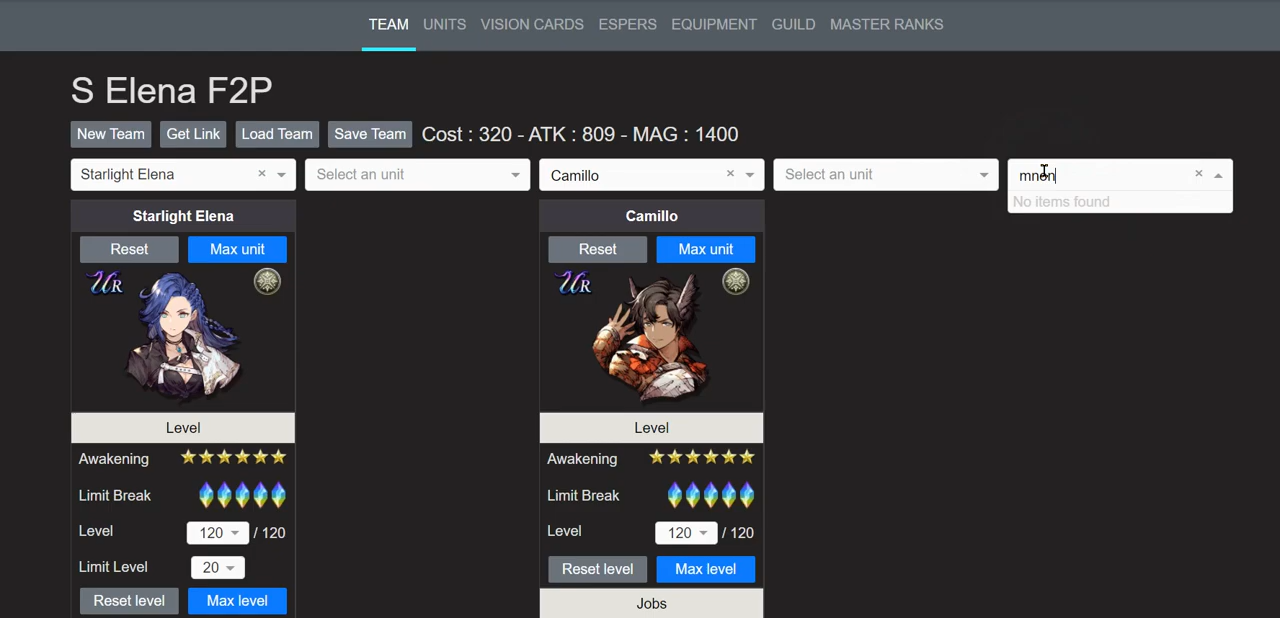 TEAM UNITS VISION CARDS ESPERS EQUIPMENT GUILD MASTER RANKS
S Elena F2P
New Team Get Link Load Team Save Team Cost : 320 - ATK : 809 - MAG : 1400
Starlight Elena × Select an unit Camillo × Select an unit mnon ×
No items found
Starlight Elena Camillo
Reset Max unit Reset Max unit
UR UR
Level Level
Awakening Awakening
Limit Break Limit Break
Level 120 / 120 Level 120 / 120
Limit Level 20 Reset level Max level
Reset level Max level Jobs